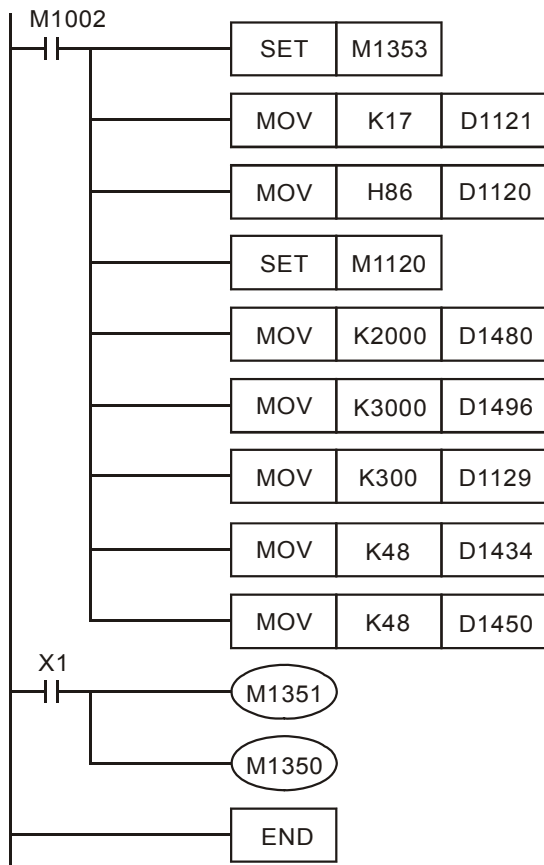 M1002
SET M1353
MOV K17 D1121
MOV H86 D1120
SET M1120
MOV K2000 D1480
MOV K3000 D1496
MOV K300 D1129
MOV K48 D1434
MOV K48 D1450
X1
M1351
M1350
END